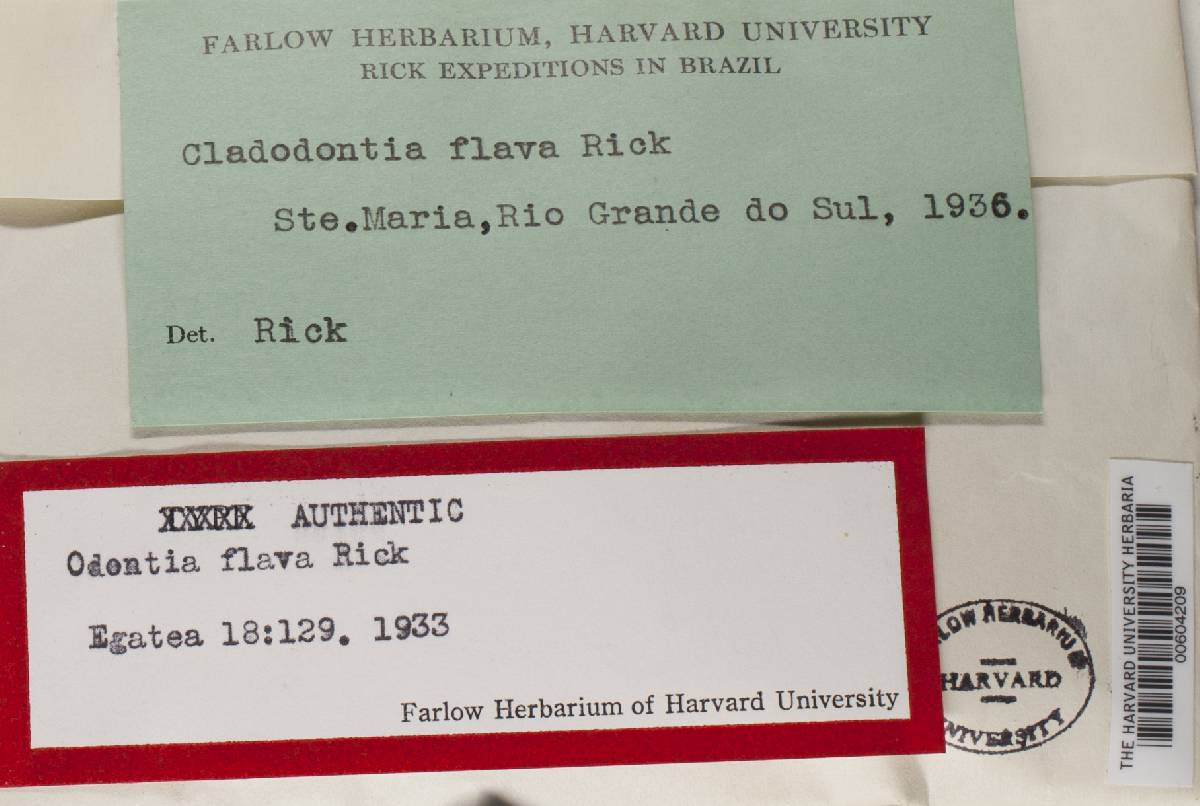 FARLOW HERBARIUM, HARVARD UNIVERSITY
RICK EXPEDITIONS IN BRAZIL
Cladodontia flava Rick
Ste.Maria,Rio Grande do Sul, 1936.
Det. Rick
AUTHENTIC
Odontia flava Rick
Egatea 18:129. 1933
Farlow Herbarium of Harvard University
HERBARIUM
HARVARD
THE HARVARD UNIVERSITY HERBARIA
00604209